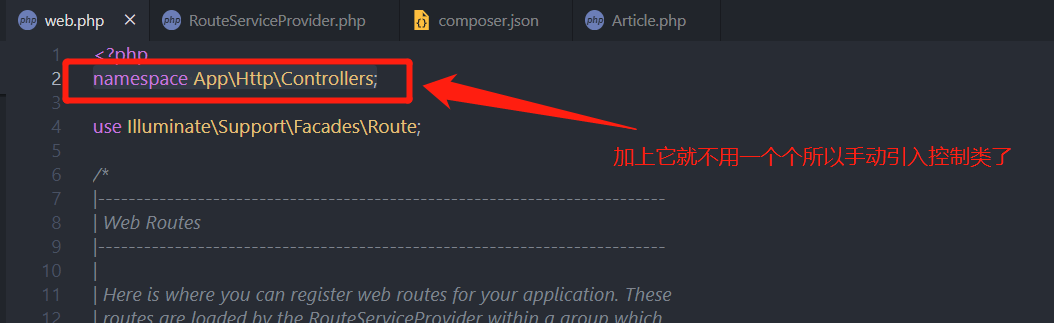 php web.php × php RouteServiceProvider.php {} composer.json php Article.php
1 <?php
2 namespace App\Http\Controllers;
3
4 use Illuminate\Support\Facades\Route;
5
6 /*
7 |--------------------------------------------------------------------------
8 | Web Routes
9 |--------------------------------------------------------------------------
10 |
11 | Here is where you can register web routes for your application. These
12 | routes are loaded by the RouteServiceProvider within a group which
加上它就不用一个个所以手动引入控制类了